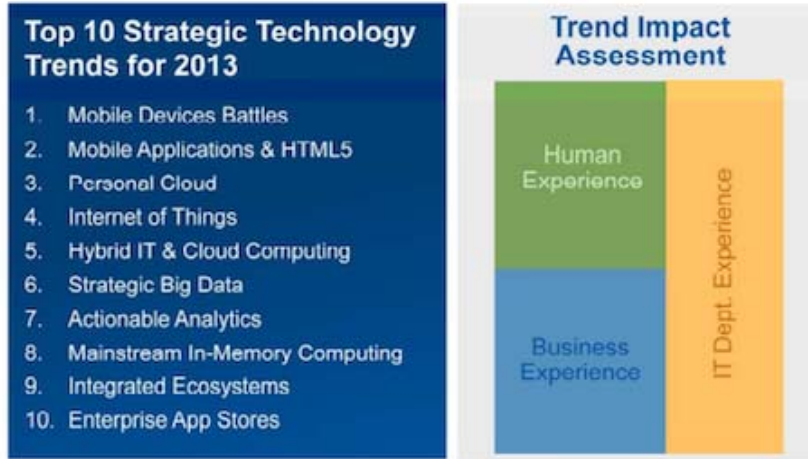 Top 10 Strategic Technology
Trends for 2013
1. Mobile Devices Battles
2. Mobile Applications & HTML5
3. Personal Cloud
4. Internet of Things
5. Hybrid IT & Cloud Computing
6. Strategic Big Data
7. Actionable Analytics
8. Mainstream In-Memory Computing
9. Integrated Ecosystems
10. Enterprise App Stores
Trend Impact
Assessment
Human
Experience
Business
Experience
IT Dept. Experience